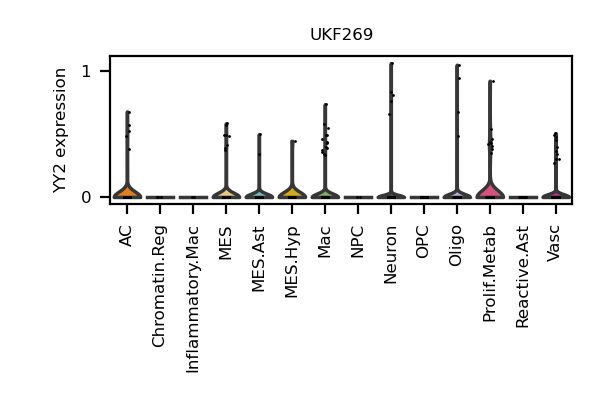 UKF269
YY2 expression
1
0
AC
Chromatin.Reg
Inflammatory.Mac
MES
MES.Ast
MES.Hyp
Mac
NPC
Neuron
OPC
Oligo
Prolif.Metab
Reactive.Ast
Vasc